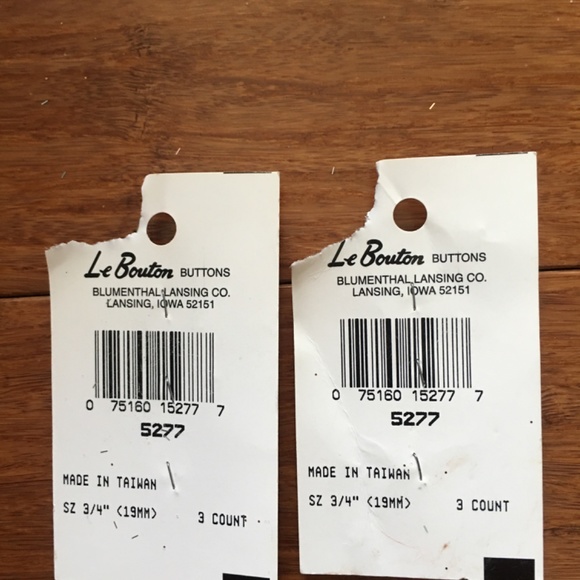 Le Bouton BUTTONS
BLUMENTHAL LANSING CO.
LANSING, IOWA 52151
0 75160 15277 7
5277
MADE IN TAIWAN
SZ 3/4" (19MM) 3 COUNT
Le Bouton BUTTONS
BLUMENTHAL LANSING CO.
LANSING, IOWA 52151
0 75160 15277 7
5277
MADE IN TAIWAN
SZ 3/4" (19MM) 3 COUNT